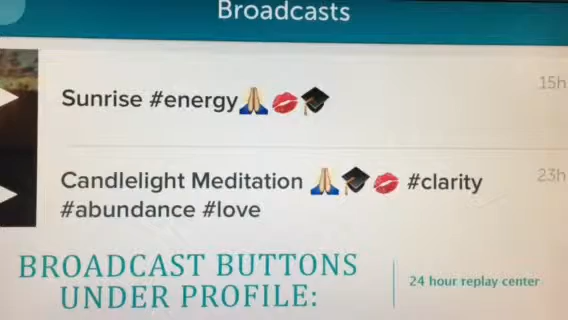 Broadcasts
15h
Sunrise #energy🙏💋🎓
23h
Candlelight Meditation 🙏🎓💋 #clarity
#abundance #love
BROADCAST BUTTONS
UNDER PROFILE:
24 hour replay center